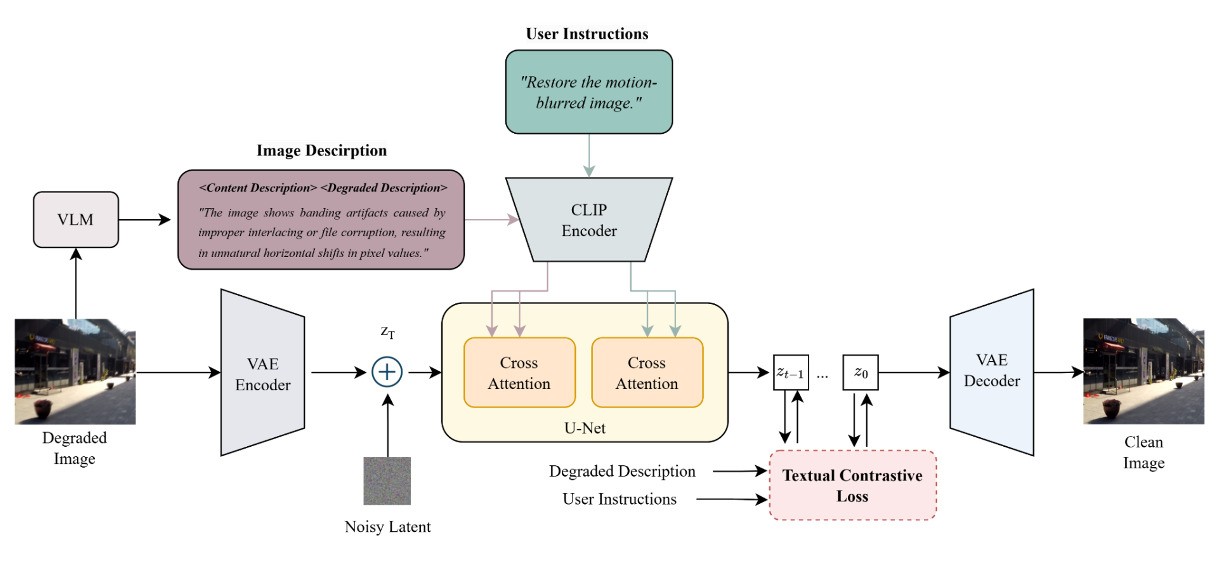 User Instructions
"Restore the motion-
blurred image."
Image Descirption
<Content Description> <Degraded Description>
"The image shows banding artifacts caused by
improper interlacing or file corruption, resulting
in unnatural horizontal shifts in pixel values."
VLM
CLIP
Encoder
VAE
Encoder
z_T
Cross
Attention
Cross
Attention
U-Net
z_{t−1}
...
z_0
VAE
Decoder
Degraded
Image
Clean
Image
Noisy Latent
Degraded Description
User Instructions
Textual Contrastive
Loss